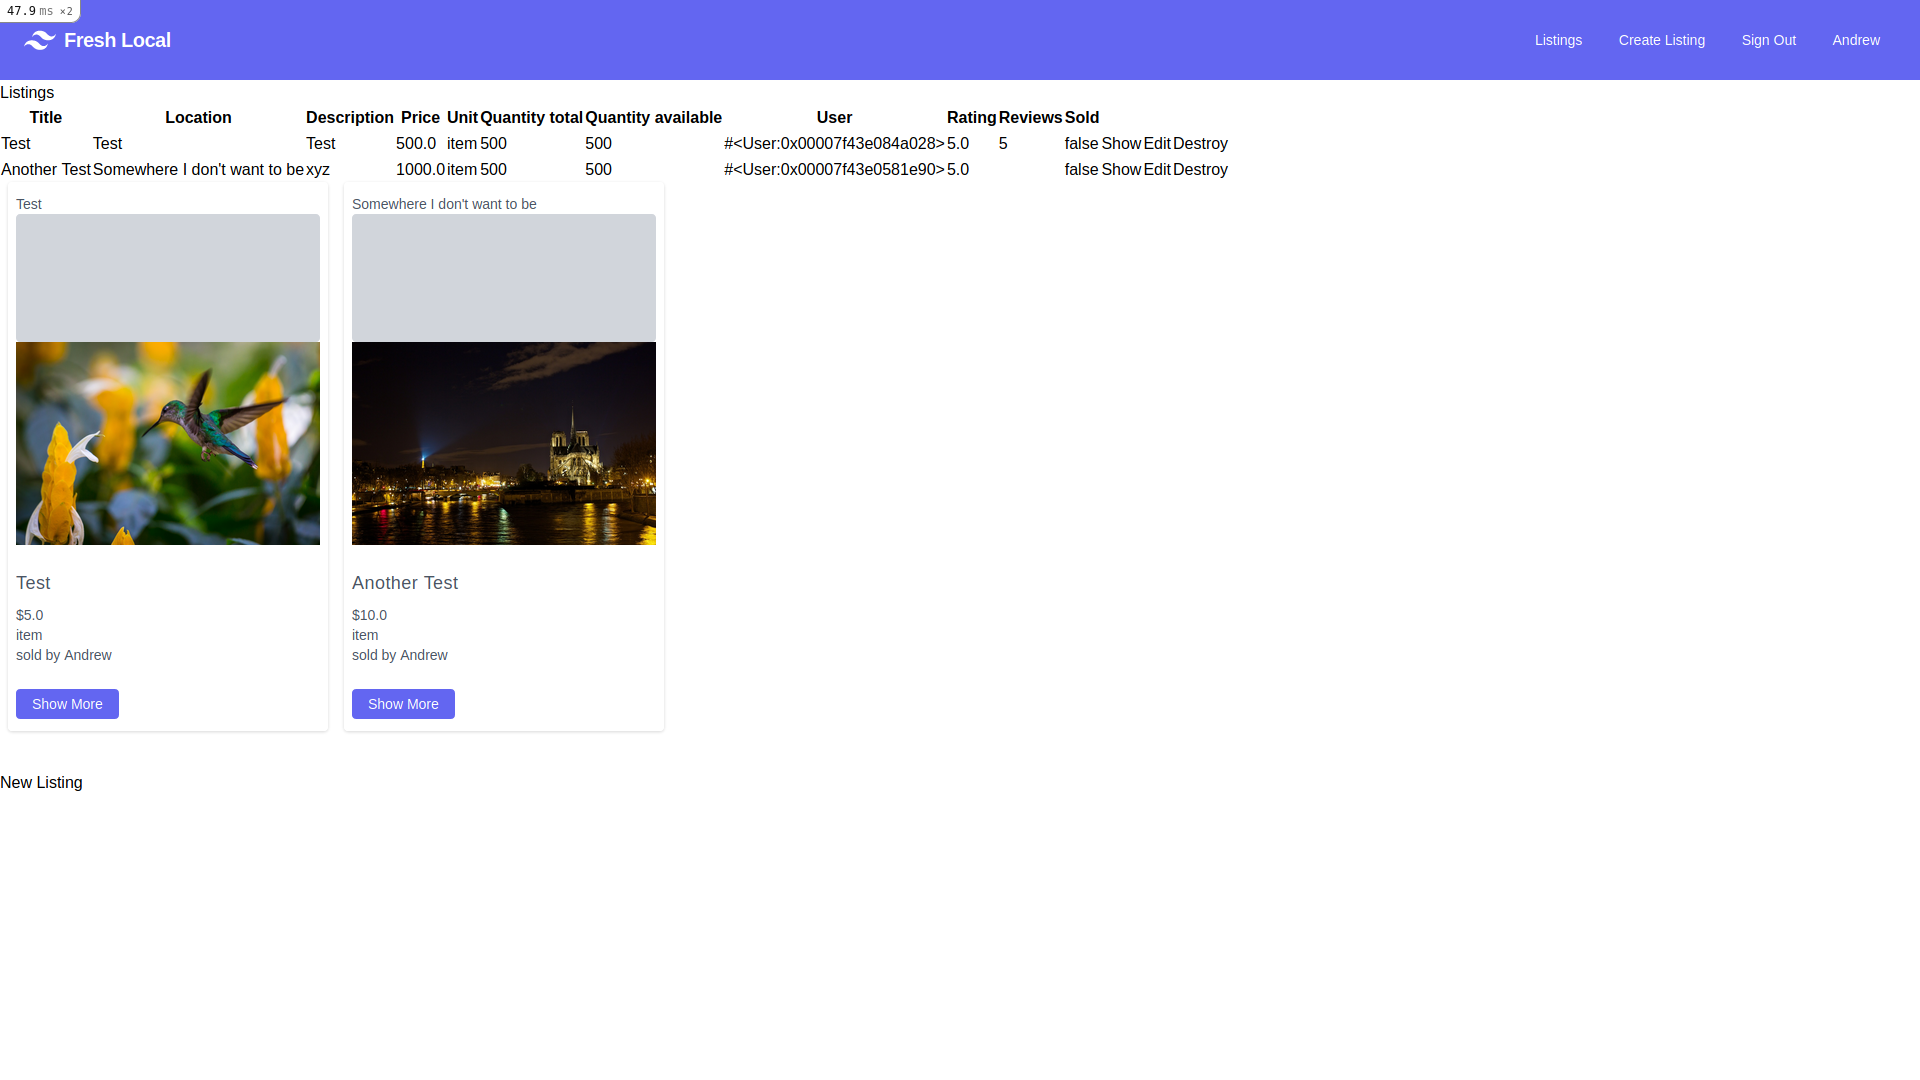 47.9 ms ×2
Fresh Local
Listings Create Listing Sign Out Andrew
Listings
Title Location Description Price Unit Quantity total Quantity available User Rating Reviews Sold
Test Test Test 500.0 item 500 500 #<User:0x00007f43e084a028> 5.0 5 false Show Edit Destroy
Another Test Somewhere I don't want to be xyz 1000.0 item 500 500 #<User:0x00007f43e0581e90> 5.0 false Show Edit Destroy
Test
Test
$5.0
item
sold by Andrew
Show More
Somewhere I don't want to be
Another Test
$10.0
item
sold by Andrew
Show More
New Listing